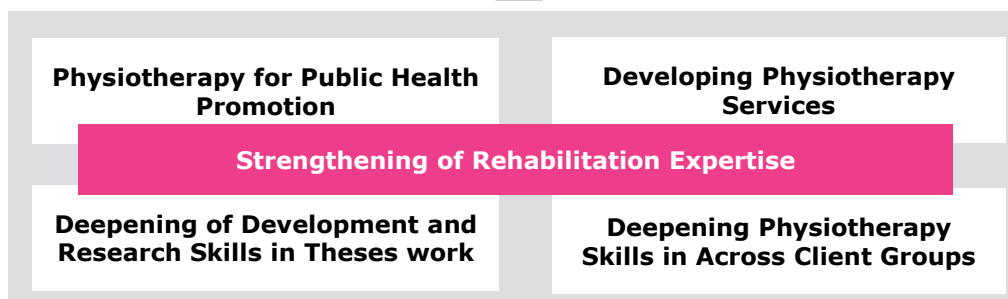 Physiotherapy for Public Health
Promotion
Developing Physiotherapy
Services
Strengthening of Rehabilitation Expertise
Deepening of Development and
Research Skills in Theses work
Deepening Physiotherapy
Skills in Across Client Groups